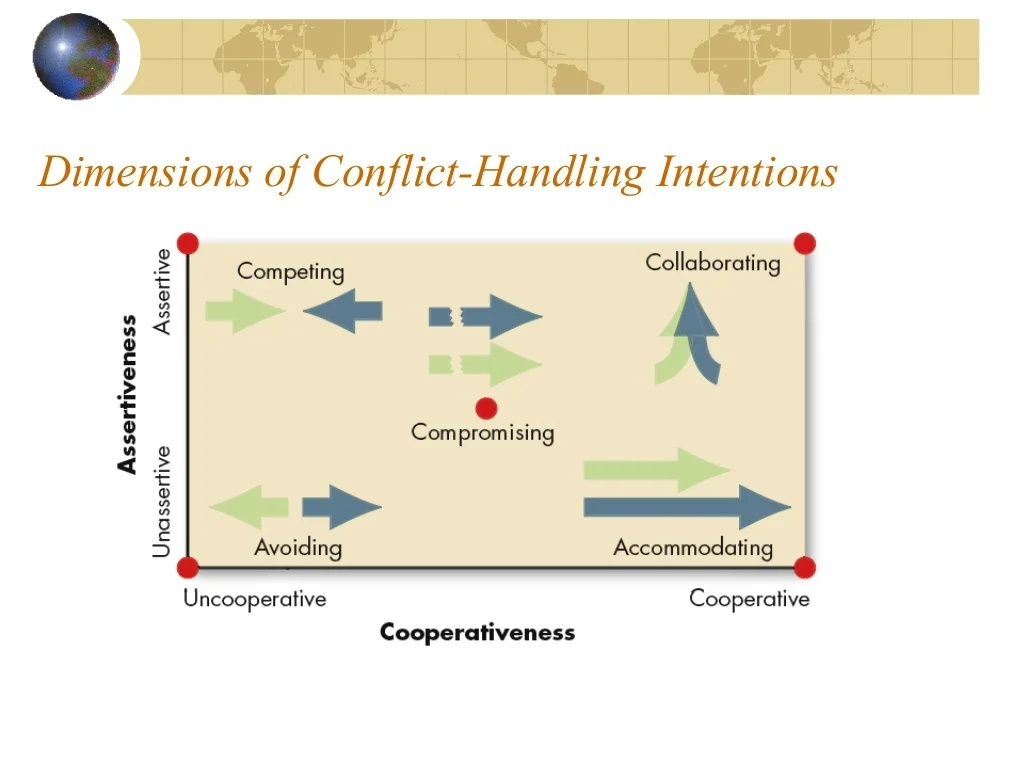 Dimensions of Conflict-Handling Intentions
Assertiveness
Assertive
Unassertive
Competing
Collaborating
Compromising
Avoiding
Accommodating
Uncooperative
Cooperative
Cooperativeness